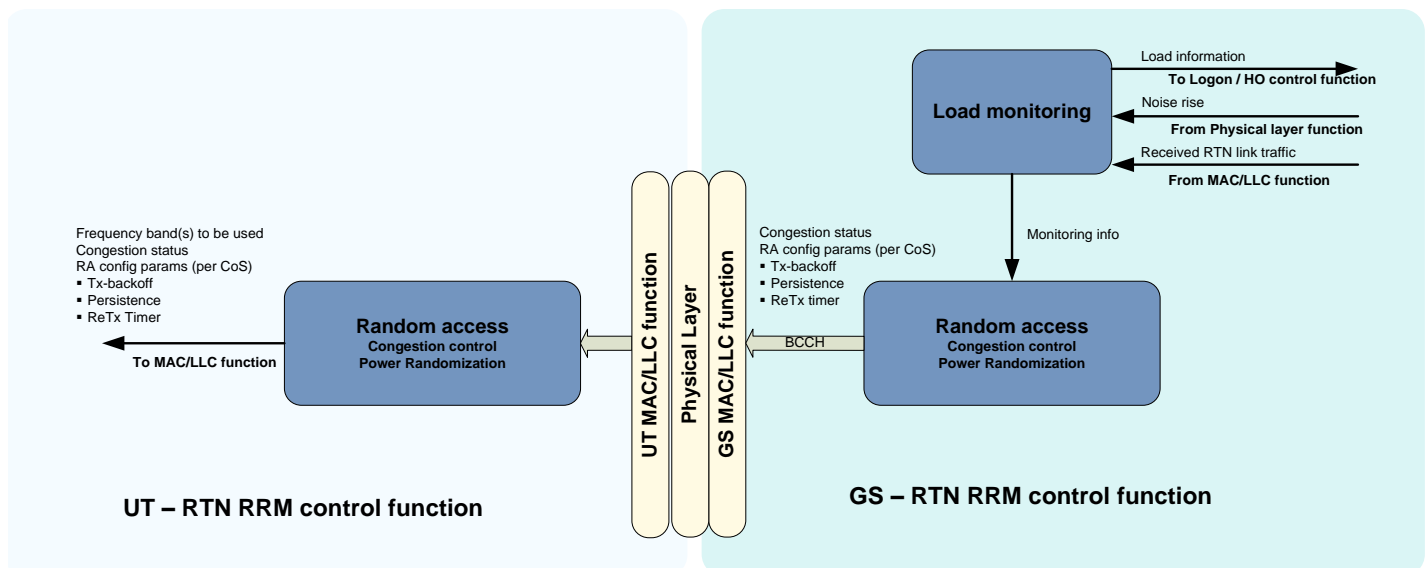 Load monitoring
Load information
To Logon / HO control function
Noise rise
From Physical layer function
Received RTN link traffic
From MAC/LLC function
Monitoring info
Frequency band(s) to be used
Congestion status
RA config params (per CoS)
▪ Tx-backoff
▪ Persistence
▪ ReTx Timer
To MAC/LLC function
Random access
Congestion control
Power Randomization
UT MAC/LLC function
Physical Layer
GS MAC/LLC function
Congestion status
RA config params (per CoS)
▪ Tx-backoff
▪ Persistence
▪ ReTx timer
BCCH
Random access
Congestion control
Power Randomization
UT – RTN RRM control function
GS – RTN RRM control function